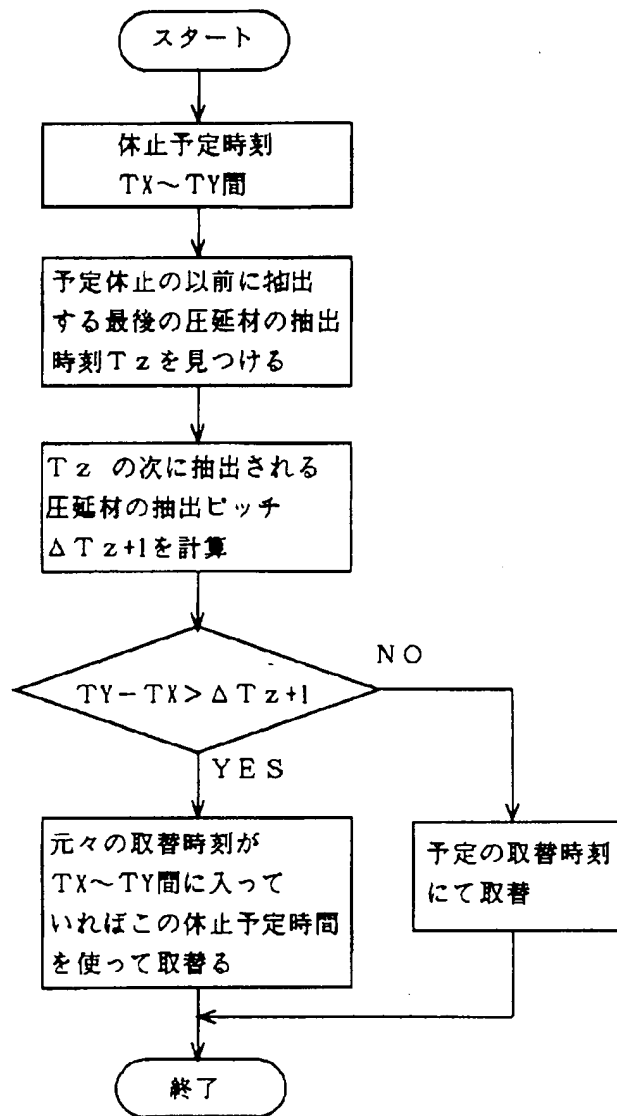 スタート
休止予定時刻
TX～TY間
予定休止の以前に抽出
する最後の圧延材の抽出
時刻Tzを見つける
Tz の次に抽出される
圧延材の抽出ピッチ
ΔTz+1を計算
TY－TX>ΔTz+1
NO
YES
元々の取替時刻が
TX～TY間に入って
いればこの休止予定時間
を使って取替る
予定の取替時刻
にて取替
終了